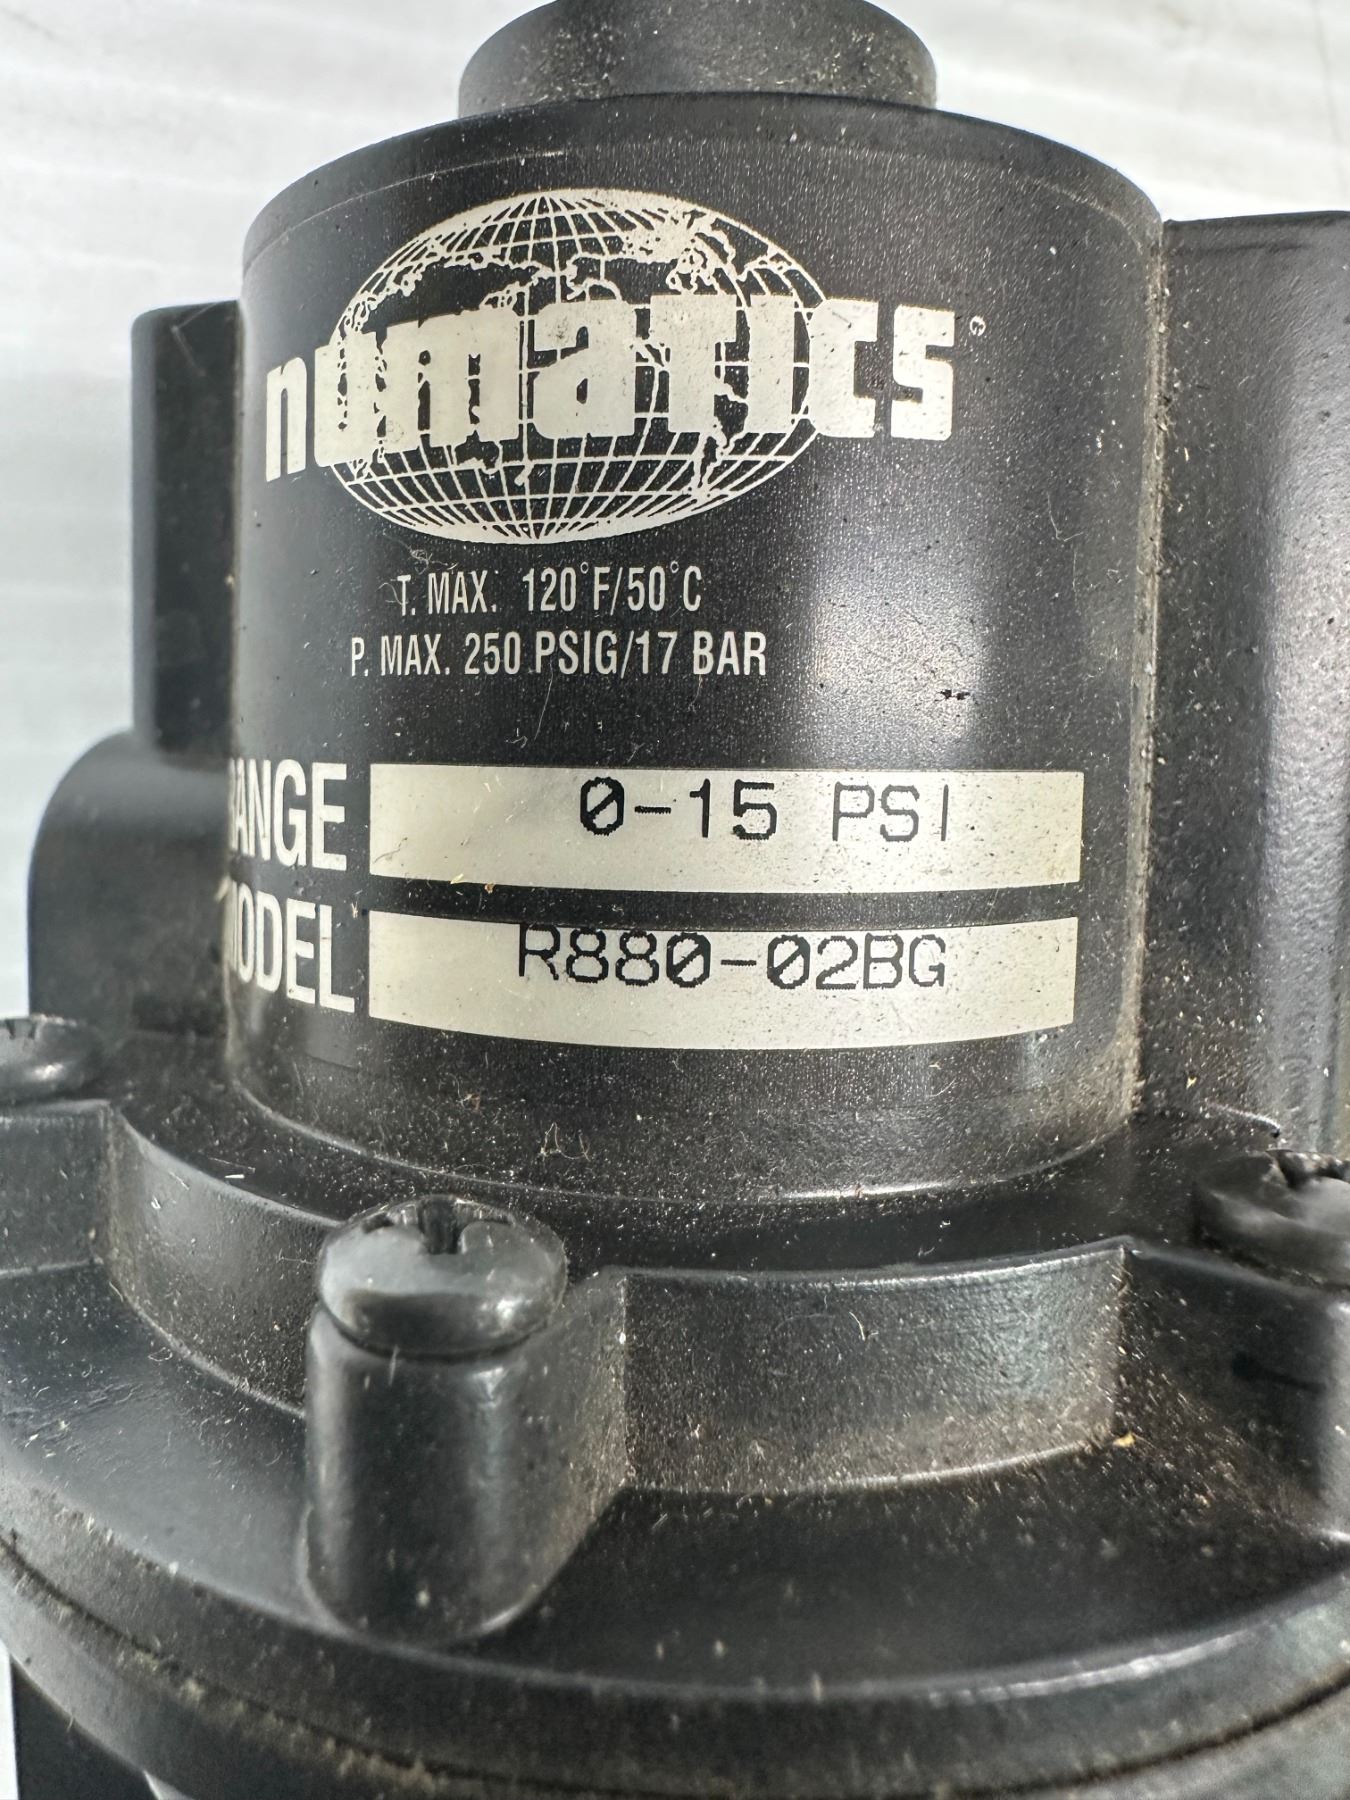 numatics
T. MAX. 120°F/50°C
P. MAX. 250 PSIG/17 BAR
RANGE 0-15 PSI
MODEL R880-02BG